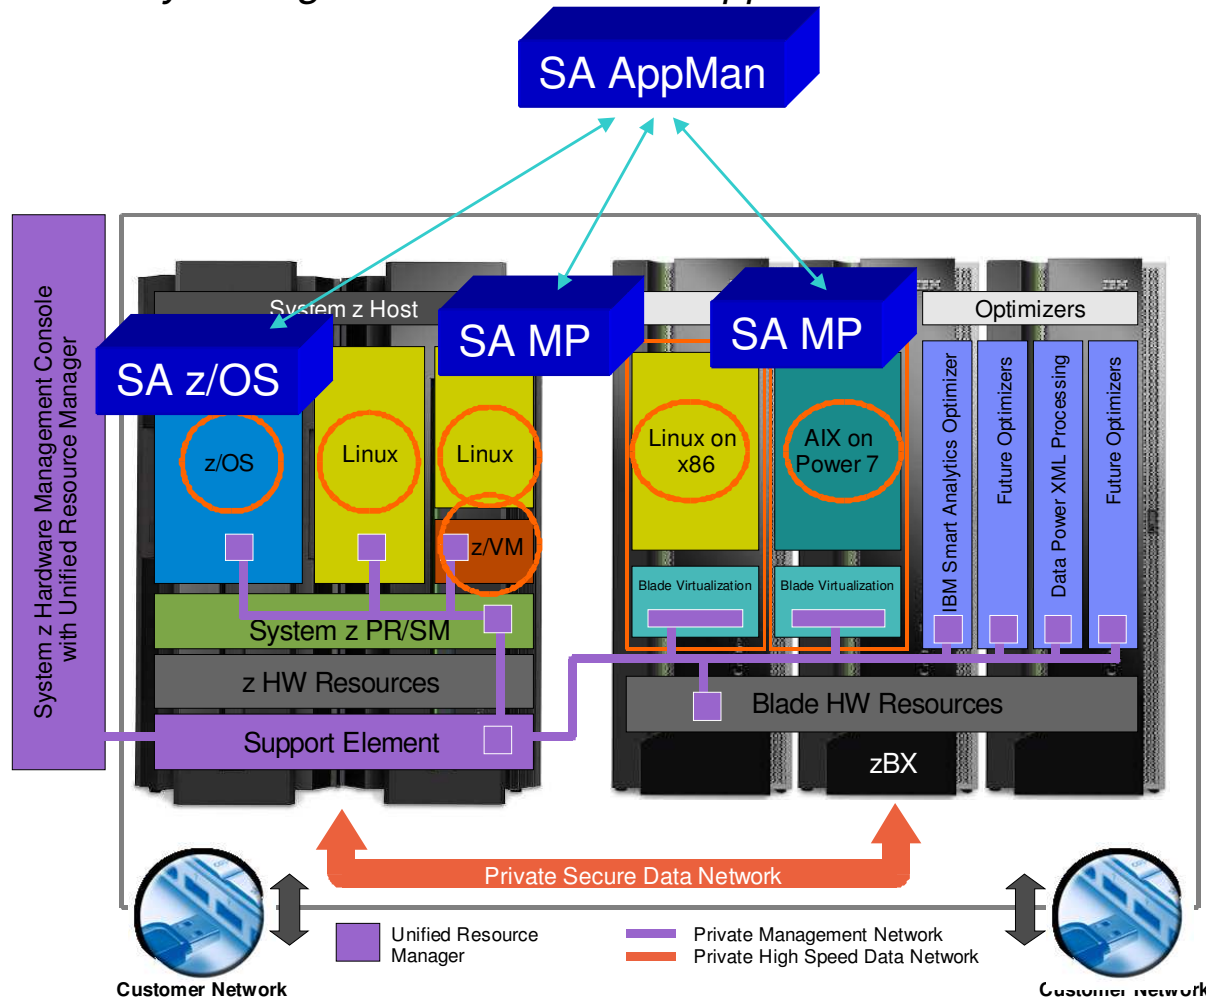 SA AppMan
System z Hardware Management Console
with Unified Resource Manager
System z Host
SA MP
SA MP
IBM
Optimizers
SA z/OS
z/OS
Linux
Linux
z/VM
Linux on
x86
AIX on
Power 7
IBM Smart Analytics Optimizer
Future Optimizers
Data Power XML Processing
Future Optimizers
Blade Virtualization
Blade Virtualization
System z PR/SM
z HW Resources
Support Element
Blade HW Resources
zBX
Private Secure Data Network
Unified Resource
Manager
Private Management Network
Private High Speed Data Network
Customer Network
Customer Network